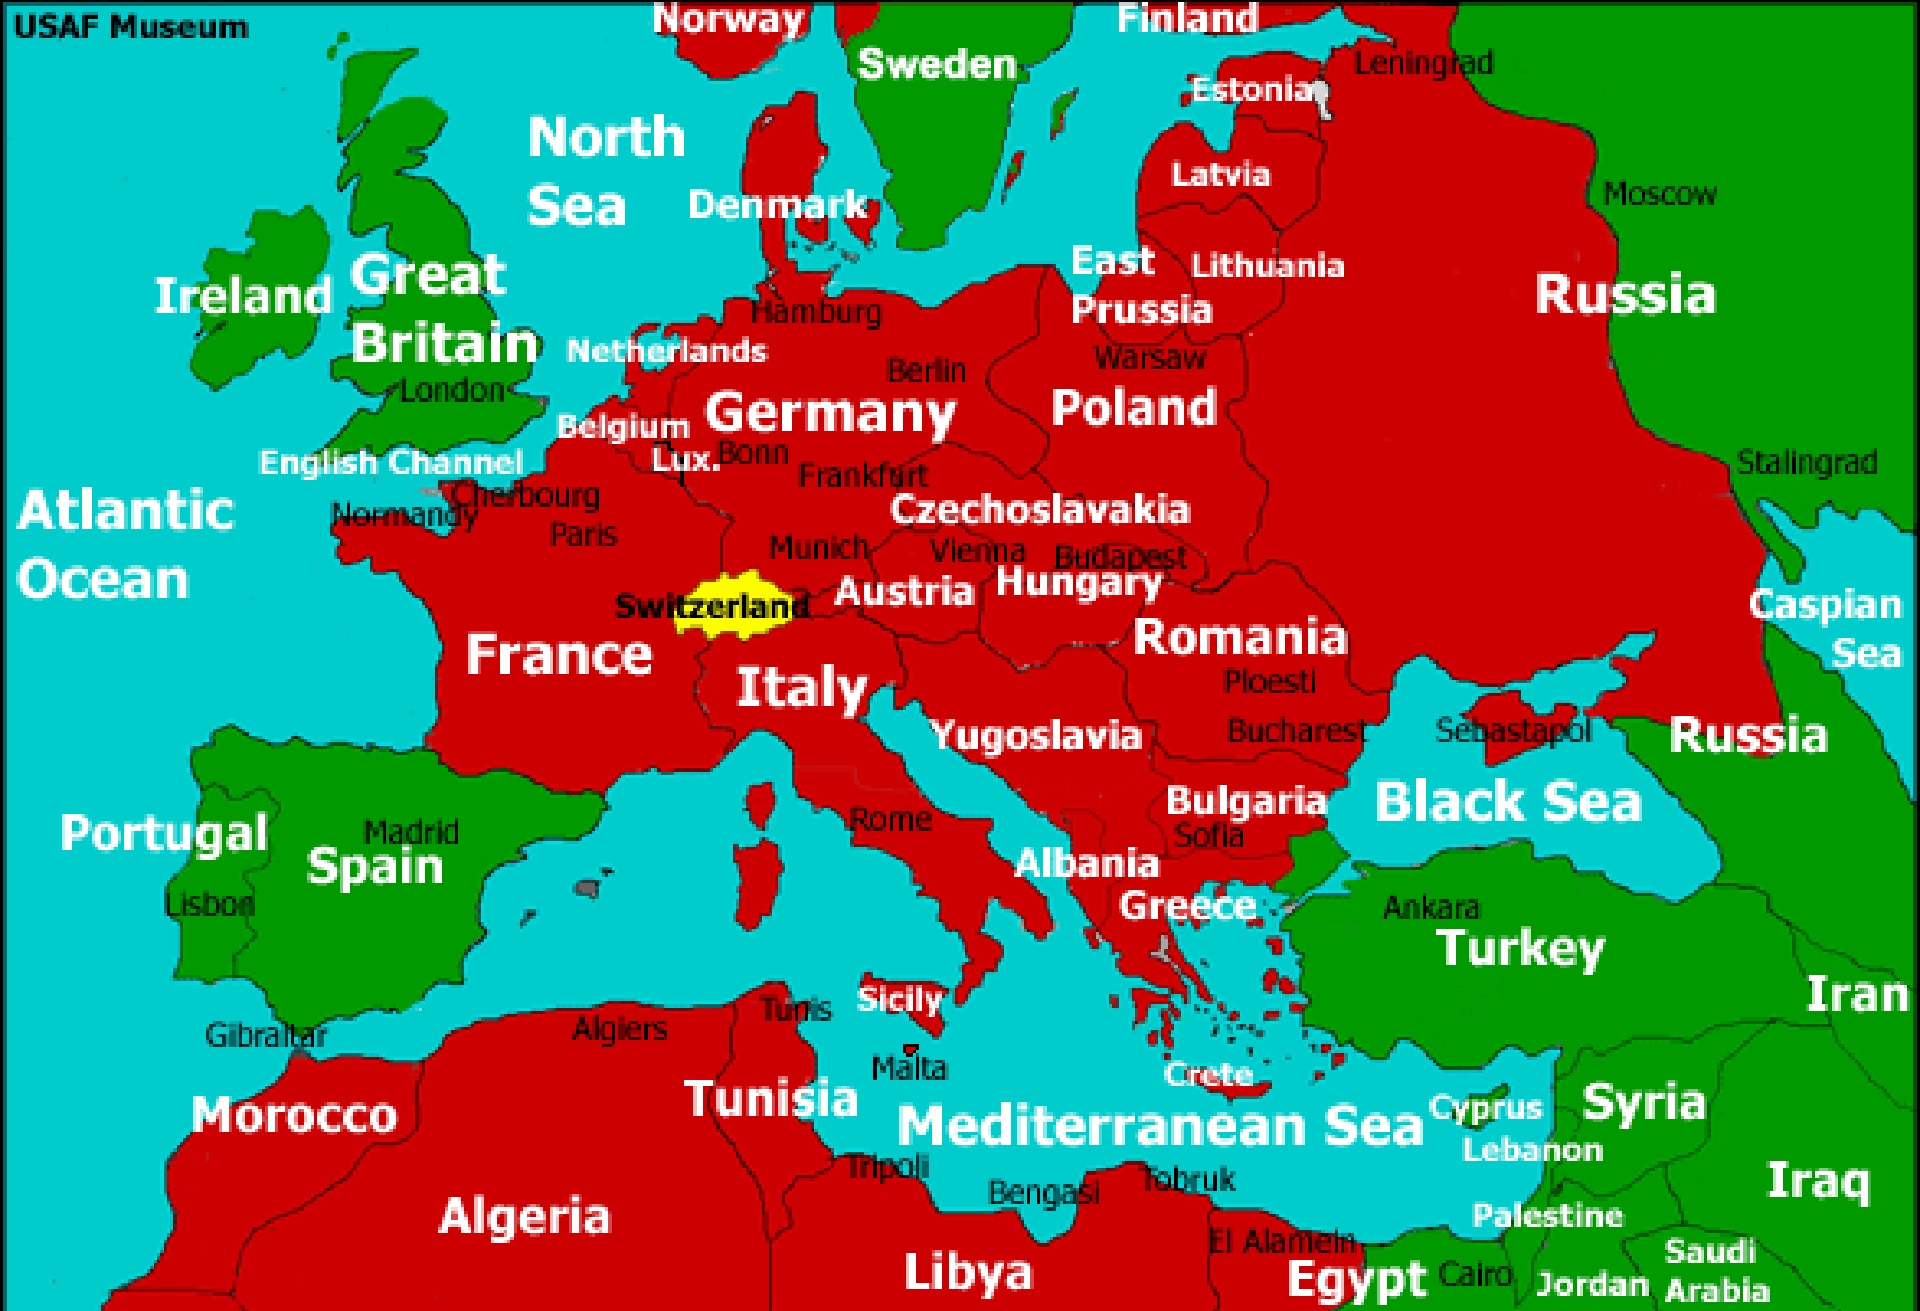 USAF Museum
Norway
Finland
Sweden
Leningrad
Estonia
North
Sea
Latvia
Moscow
Denmark
East
Prussia
Lithuania
Ireland
Great
Britain
Russia
Hamburg
Netherlands
Warsaw
Berlin
London
Germany
Poland
Belgium
English Channel
Lux.
Bonn
Stalingrad
Frankfurt
Cherbourg
Atlantic
Ocean
Normandy
Czechoslavakia
Paris
Munich
Vienna
Budapest
Austria
Hungary
Switzerland
Caspian
Sea
France
Romania
Italy
Ploesti
Yugoslavia
Bucharest
Sebastapol
Russia
Bulgaria
Black Sea
Rome
Portugal
Madrid
Sofia
Spain
Albania
Lisbon
Greece
Ankara
Turkey
Iran
Sicily
Tunis
Gibraltar
Algiers
Malta
Crete
Tunisia
Morocco
Mediterranean Sea
Cyprus
Syria
Lebanon
Tripoli
Bengasi
Tobruk
Iraq
Algeria
Palestine
El Alamein
Libya
Egypt
Cairo
Jordan
Saudi
Arabia